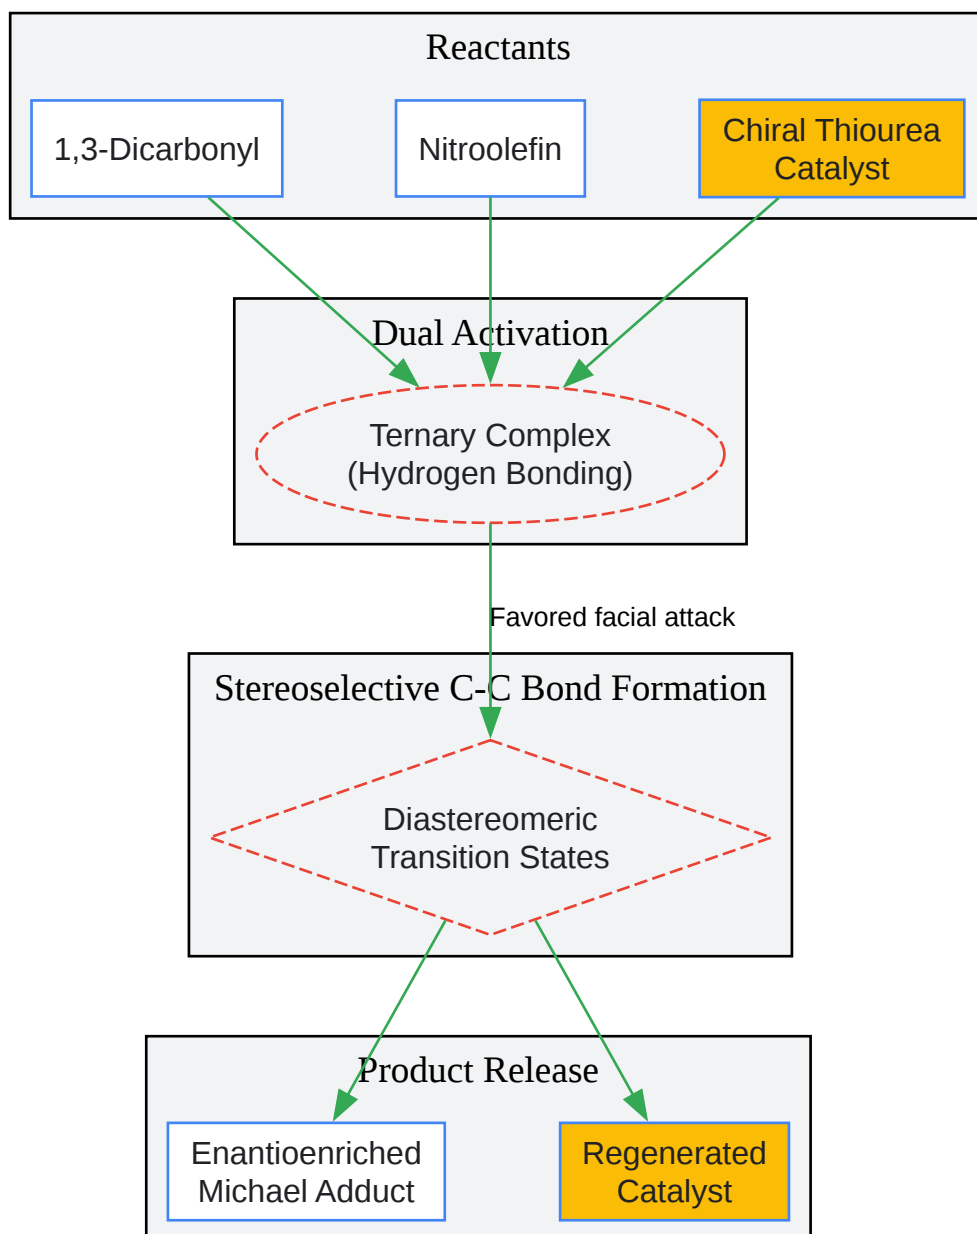 Reactants
1,3-Dicarbonyl
Nitroolefin
Chiral Thiourea
Catalyst
Dual Activation
Ternary Complex
(Hydrogen Bonding)
Favored facial attack
Stereoselective C-C Bond Formation
Diastereomeric
Transition States
Product Release
Enantioenriched
Michael Adduct
Regenerated
Catalyst